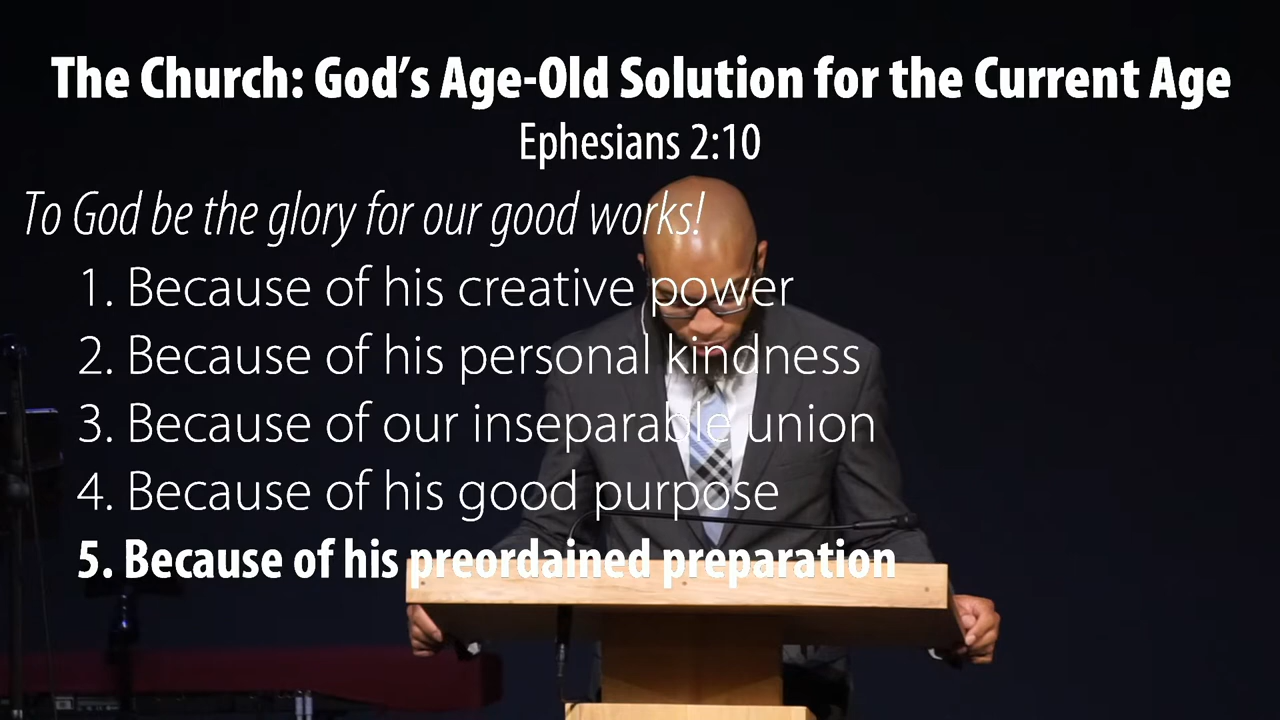 The Church: God’s Age-Old Solution for the Current Age
Ephesians 2:10
To God be the glory for our good works!
1. Because of his creative power
2. Because of his personal kindness
3. Because of our inseparable union
4. Because of his good purpose
5. Because of his preordained preparation